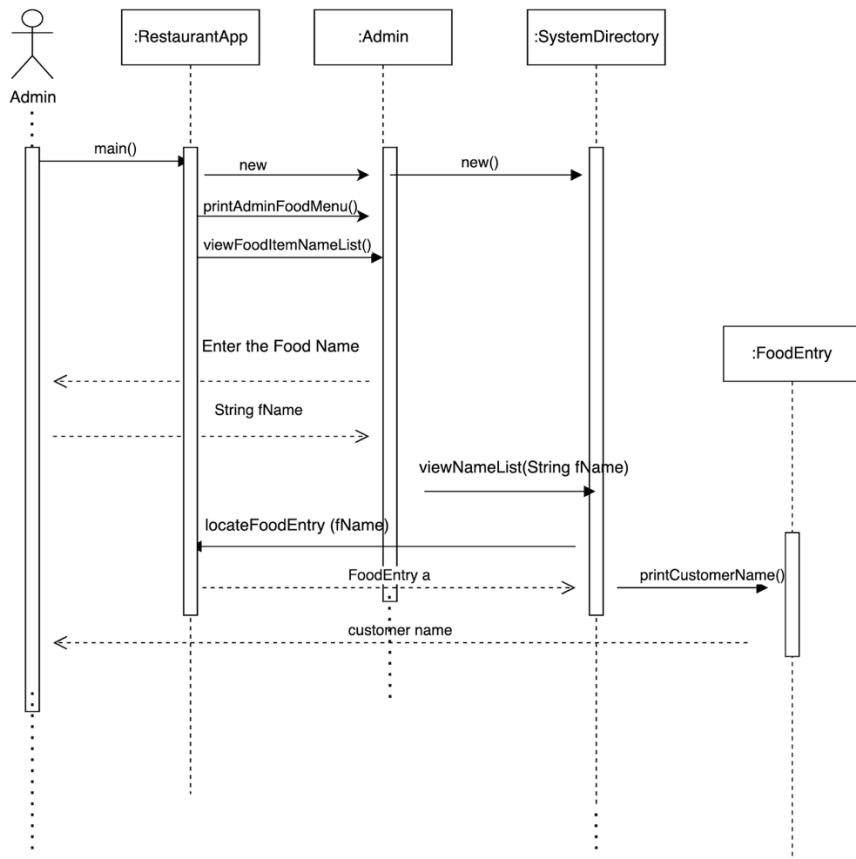 :RestaurantApp
:Admin
:SystemDirectory
Admin
main()
new
new()
printAdminFoodMenu()
viewFoodItemNameList()
Enter the Food Name
:FoodEntry
String fName
viewNameList(String fName)
locateFoodEntry (fName)
FoodEntry a
printCustomerName()
customer name